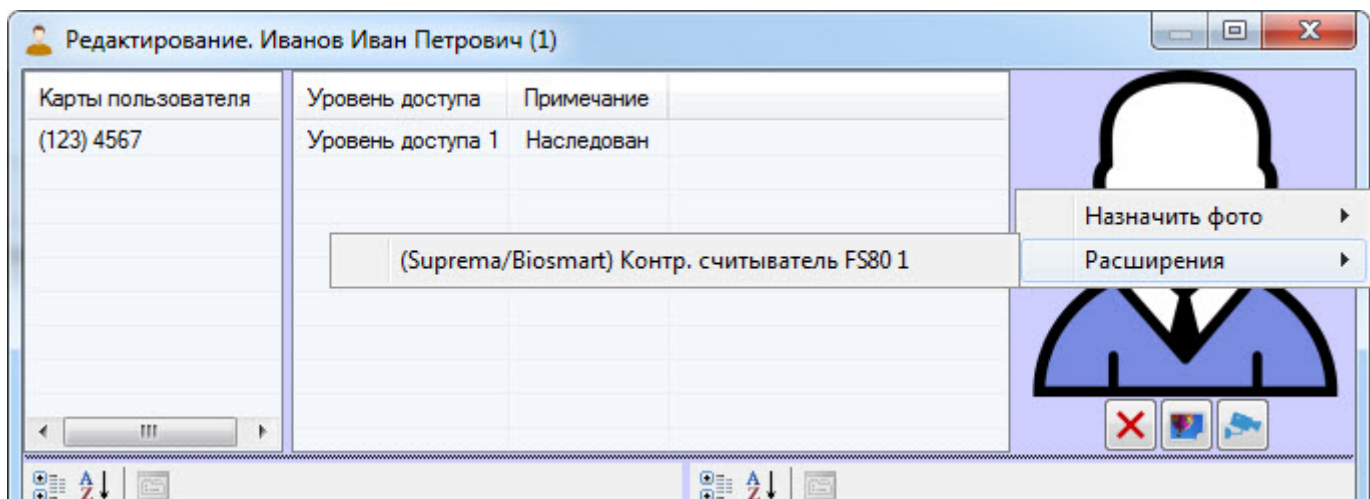 Редактирование. Иванов Иван Петрович (1)
Карты пользователя
Уровень доступа
Примечание
(123) 4567
Уровень доступа 1
Наследован
Назначить фото
(Suprema/Biosmart) Контр. считыватель FS80 1
Расширения